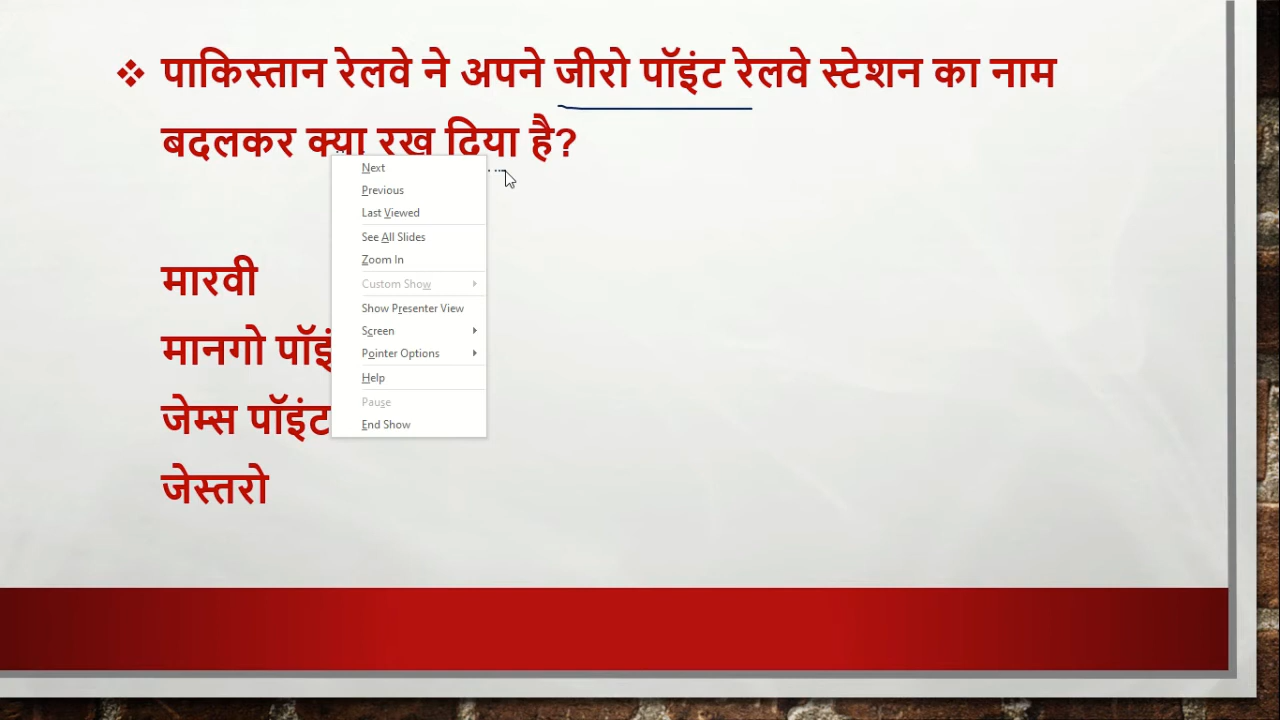 ❖ पाकिस्तान रेलवे ने अपने जीरो पॉइंट रेलवे स्टेशन का नाम
बदलकर क्या रख दिया है?
Next
Previous
Last Viewed
See All Slides
Zoom In
Custom Show
Show Presenter View
Screen
Pointer Options
Help
Pause
End Show
मारवी
मानगो
जेम्स पॉइंट
जेस्तरो